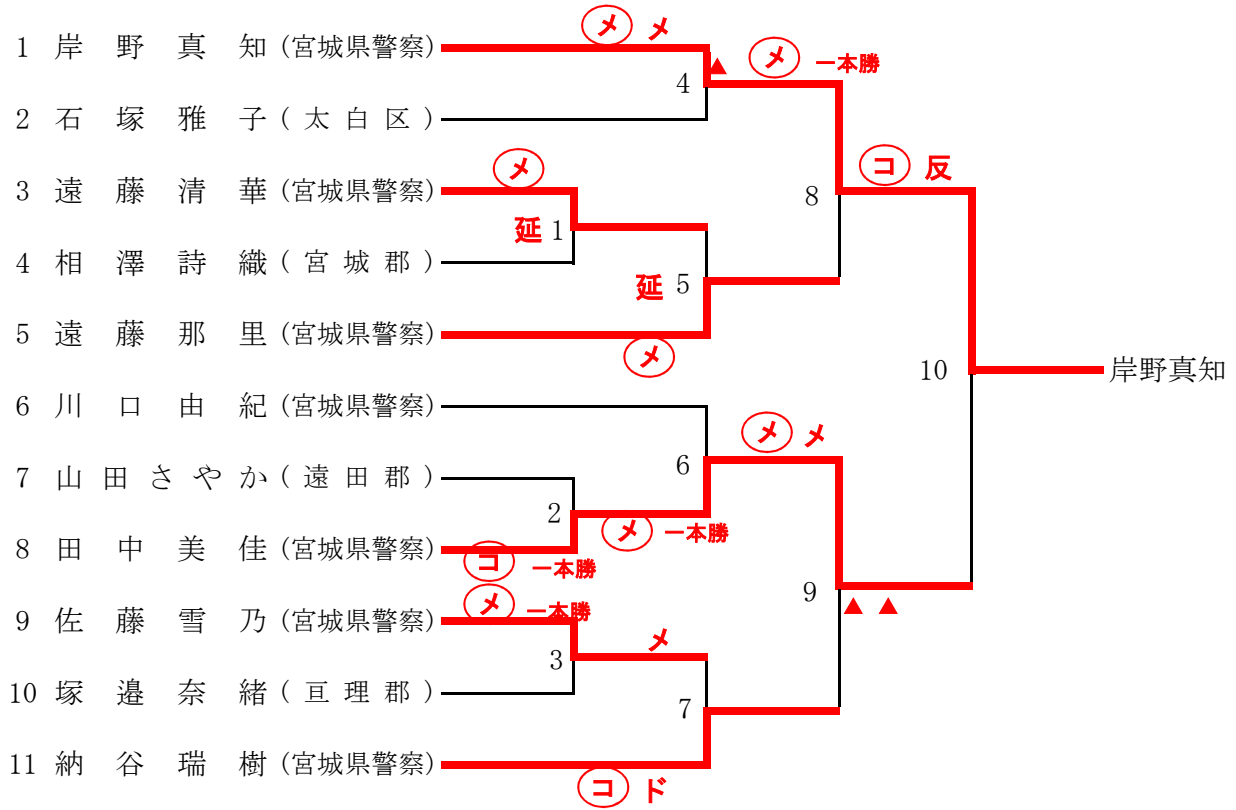 メ メ
1 岸野真知(宮城県警察)
メ 一本勝
▲
4
2 石塚雅子(太白区)
メ
コ 反
3 遠藤清華(宮城県警察)
8
延 1
4 相澤詩織(宮城郡)
延 5
5 遠藤那里(宮城県警察)
メ
10
岸野真知
6 川口由紀(宮城県警察)
メ メ
6
7 山田さやか(遠田郡)
2
メ 一本勝
8 田中美佳(宮城県警察)
コ 一本勝
9
▲ ▲
メ 一本勝
9 佐藤雪乃(宮城県警察)
メ
3
10 塚邉奈緒(亘理郡)
7
11 納谷瑞樹(宮城県警察)
コ ド